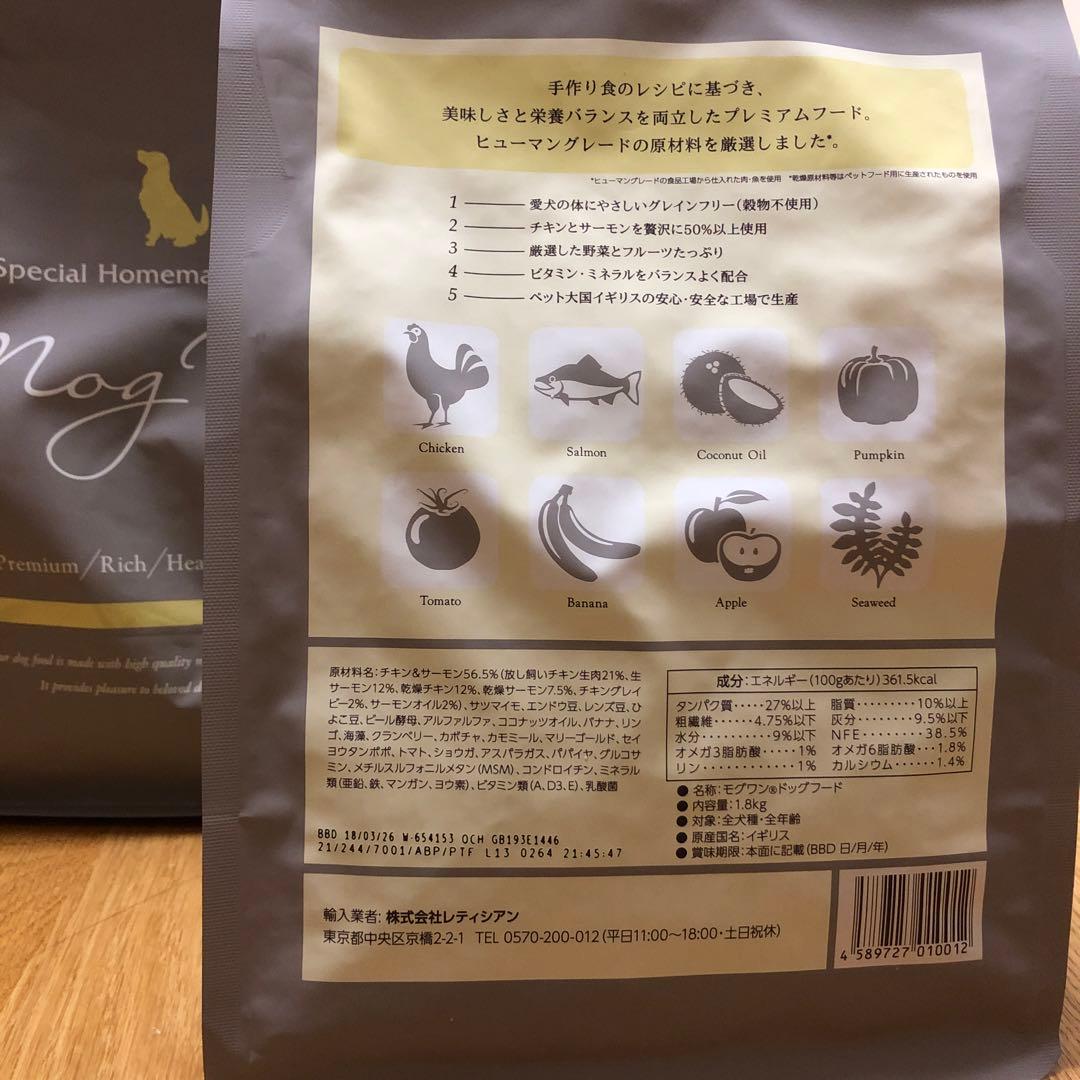 手作り食のレシピに基づき、
美味しさと栄養バランスを両立したプレミアムフード。
ヒューマングレードの原材料を厳選しました*。
*ヒューマングレードの食品工場から仕入れた肉・魚を使用 *乾燥原材料等はペットフード用に生産されたものを使用
1 愛犬の体にやさしいグレインフリー(穀物不使用)
2 チキンとサーモンを贅沢に50%以上使用
3 厳選した野菜とフルーツたっぷり
4 ビタミン・ミネラルをバランスよく配合
5 ペット大国イギリスの安心・安全な工場で生産
Chicken
Salmon
Coconut Oil
Pumpkin
Tomato
Banana
Apple
Seaweed
原材料名:チキン&サーモン56.5%(放し飼いチキン生肉21%、生
サーモン12%、乾燥チキン12%、乾燥サーモン7.5%、チキングレイ
ビー2%、サーモンオイル2%)、サツマイモ、エンドウ豆、レンズ豆、ひ
よこ豆、ビール酵母、アルファルファ、ココナッツオイル、バナナ、リン
ゴ、海藻、クランベリー、カボチャ、カモミール、マリーゴールド、セイ
ヨウタンポポ、トマト、ショウガ、アスパラガス、パパイヤ、グルコサ
ミン、メチルスルフォニルメタン(MSM)、コンドロイチン、ミネラル
類(亜鉛、鉄、マンガン、ヨウ素)、ビタミン類(A、D3、E)、乳酸菌
BBD 18/03/26 W-654153 OCH GB193E1446
21/244/7001/ABP/PTF L13 0264 21:45:47
成分:エネルギー(100gあたり)361.5kcal
タンパク質·····27%以上 脂質·········10%以上
粗繊維······4.75%以下 灰分·········9.5%以下
水分···········9%以下 NFE·········38.5%
オメガ3脂肪酸·····1% オメガ6脂肪酸···1.8%
リン············1% カルシウム······1.4%
● 名称:モグワン®ドッグフード
● 内容量:1.8kg
● 対象:全犬種・全年齢
● 原産国名:イギリス
● 賞味期限:本面に記載(BBD 日/月/年)
輸入業者:株式会社レティシアン
東京都中央区京橋2-2-1 TEL 0570-200-012(平日11:00〜18:00・土日祝休)
4 589727 010012
Special Homema
mog
Premium/Rich/Hea
our dog food is made with high quality
It provides pleasure to beloved